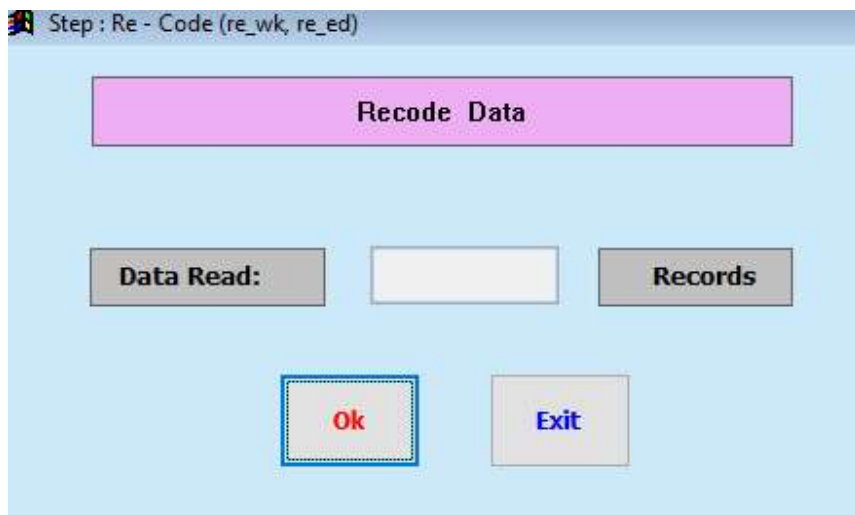 Step : Re - Code (re_wk, re_ed)
Recode Data
Data Read: Records
Ok Exit